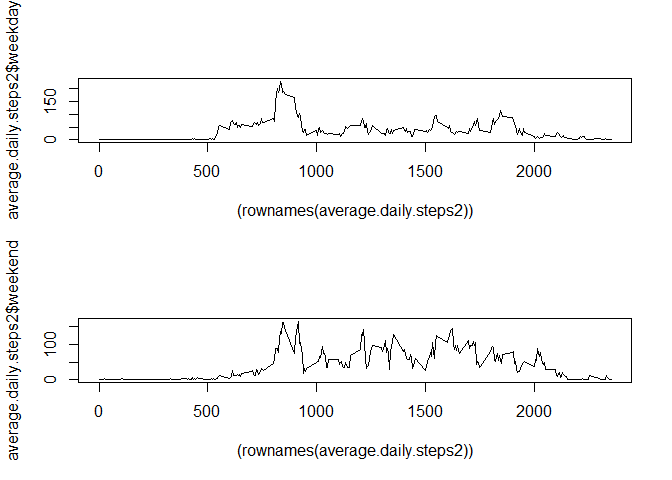 average.daily.steps2$weekday
150
0
0 500 1000 1500 2000
(rownames(average.daily.steps2))
average.daily.steps2$weekend
100
0
0 500 1000 1500 2000
(rownames(average.daily.steps2))